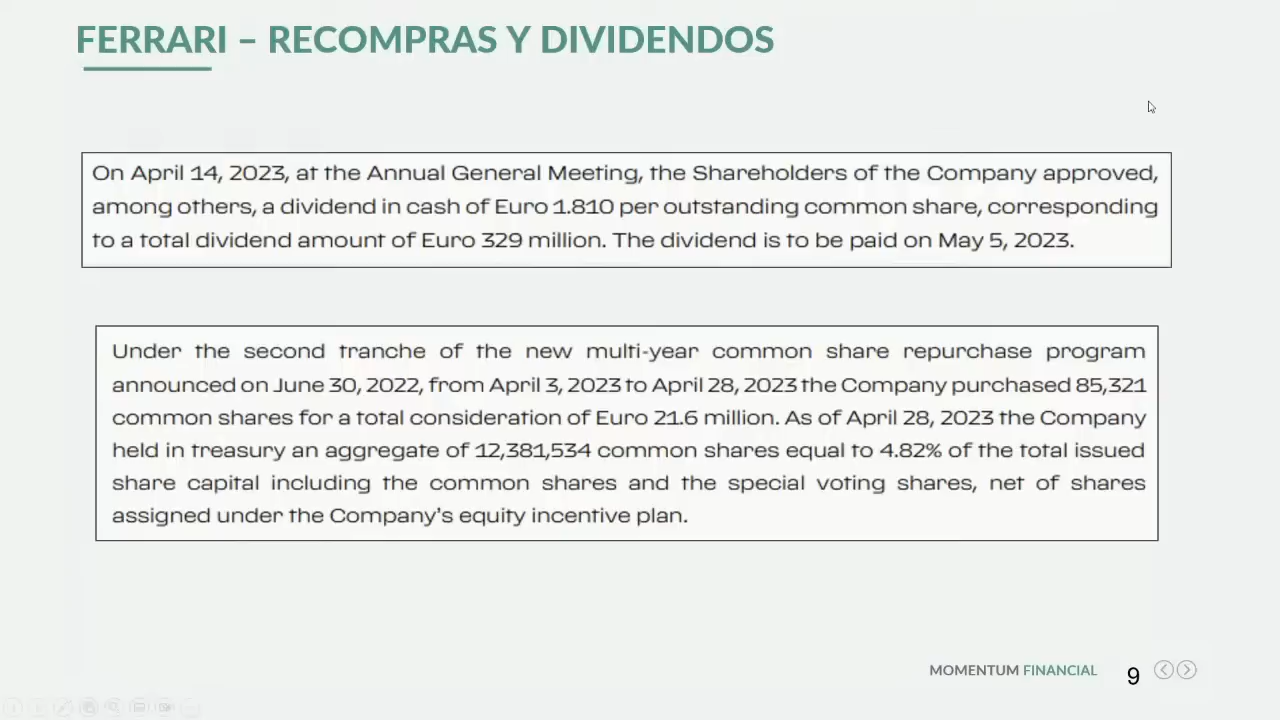 FERRARI – RECOMPRAS Y DIVIDENDOS
On April 14, 2023, at the Annual General Meeting, the Shareholders of the Company approved,
among others, a dividend in cash of Euro 1.810 per outstanding common share, corresponding
to a total dividend amount of Euro 329 million. The dividend is to be paid on May 5, 2023.
Under the second tranche of the new multi-year common share repurchase program
announced on June 30, 2022, from April 3, 2023 to April 28, 2023 the Company purchased 85,321
common shares for a total consideration of Euro 21.6 million. As of April 28, 2023 the Company
held in treasury an aggregate of 12,381,534 common shares equal to 4.82% of the total issued
share capital including the common shares and the special voting shares, net of shares
assigned under the Company's equity incentive plan.
MOMENTUM FINANCIAL 9